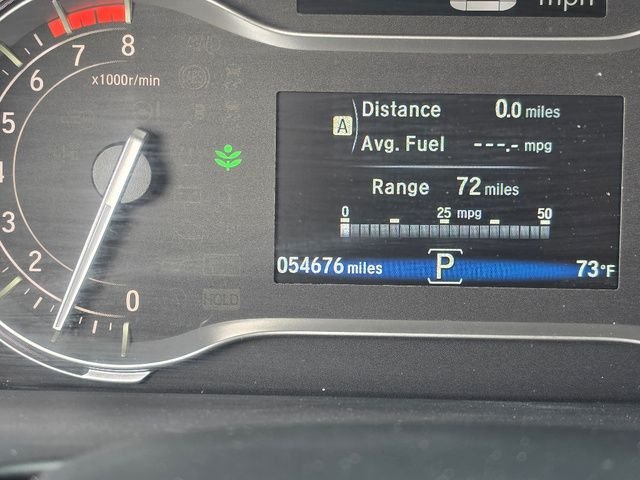 mph
8
7
6
x1000r/min
5
4
3
2
0
HOLD
A
Distance 0.0 miles
Avg. Fuel ---.- mpg
Range 72 miles
0 25 mpg 50
054676 miles P 73°F